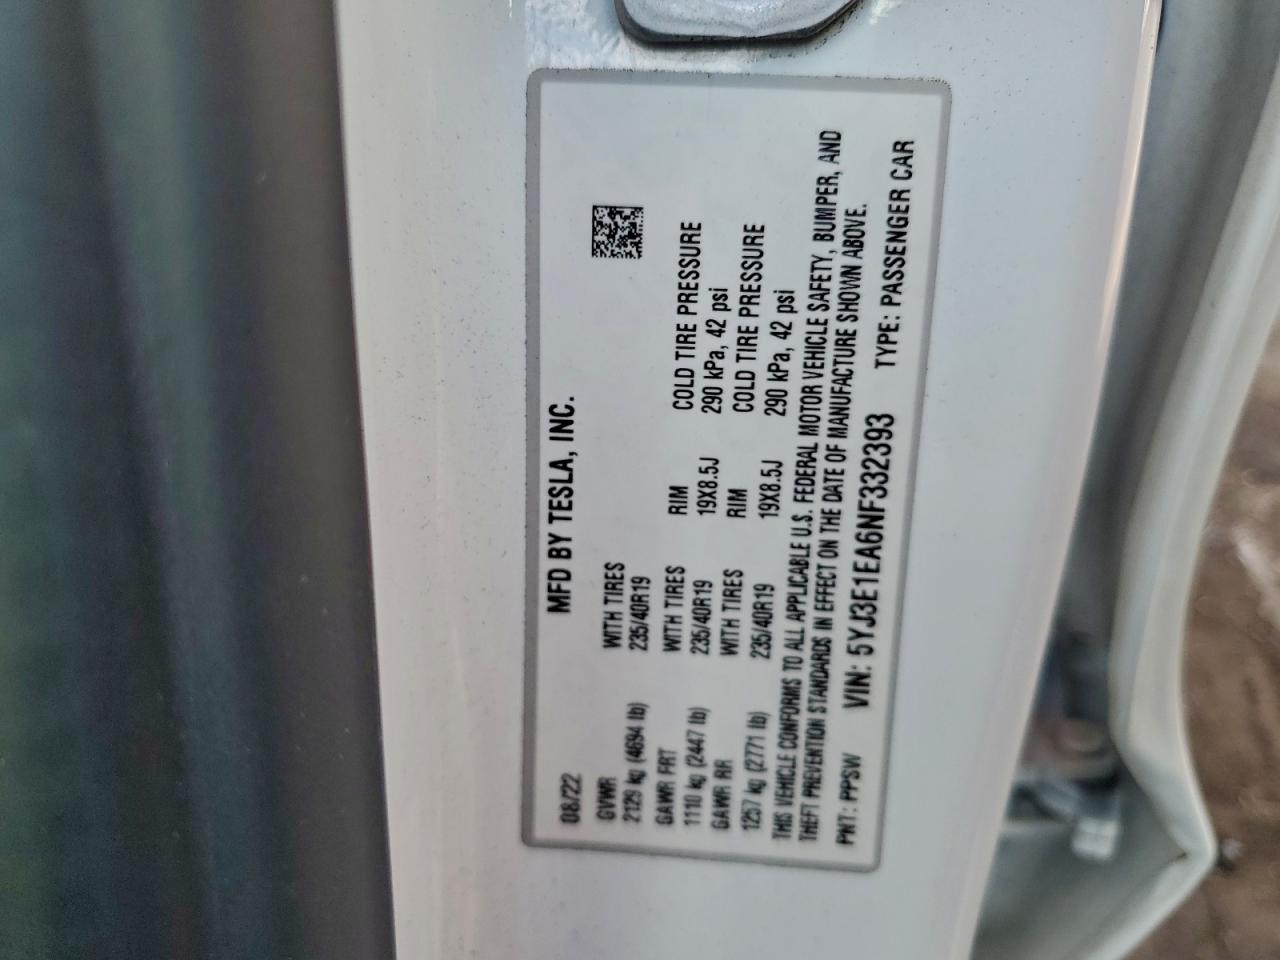 MFD BY TESLA, INC.
08/22
GVWR WITH TIRES
2129 kg (4694 lb) 235/40R19
GAWR FRT WITH TIRES RIM COLD TIRE PRESSURE
1110 kg (2447 lb) 235/40R19 19X8.5J 290 kPa, 42 psi
GAWR RR WITH TIRES RIM COLD TIRE PRESSURE
1257 kg (2771 lb) 235/40R19 19X8.5J 290 kPa, 42 psi
THIS VEHICLE CONFORMS TO ALL APPLICABLE U.S. FEDERAL MOTOR VEHICLE SAFETY, BUMPER, AND
THEFT PREVENTION STANDARDS IN EFFECT ON THE DATE OF MANUFACTURE SHOWN ABOVE.
PNT: PPSW VIN: 5YJ3E1EA6NF332393 TYPE: PASSENGER CAR